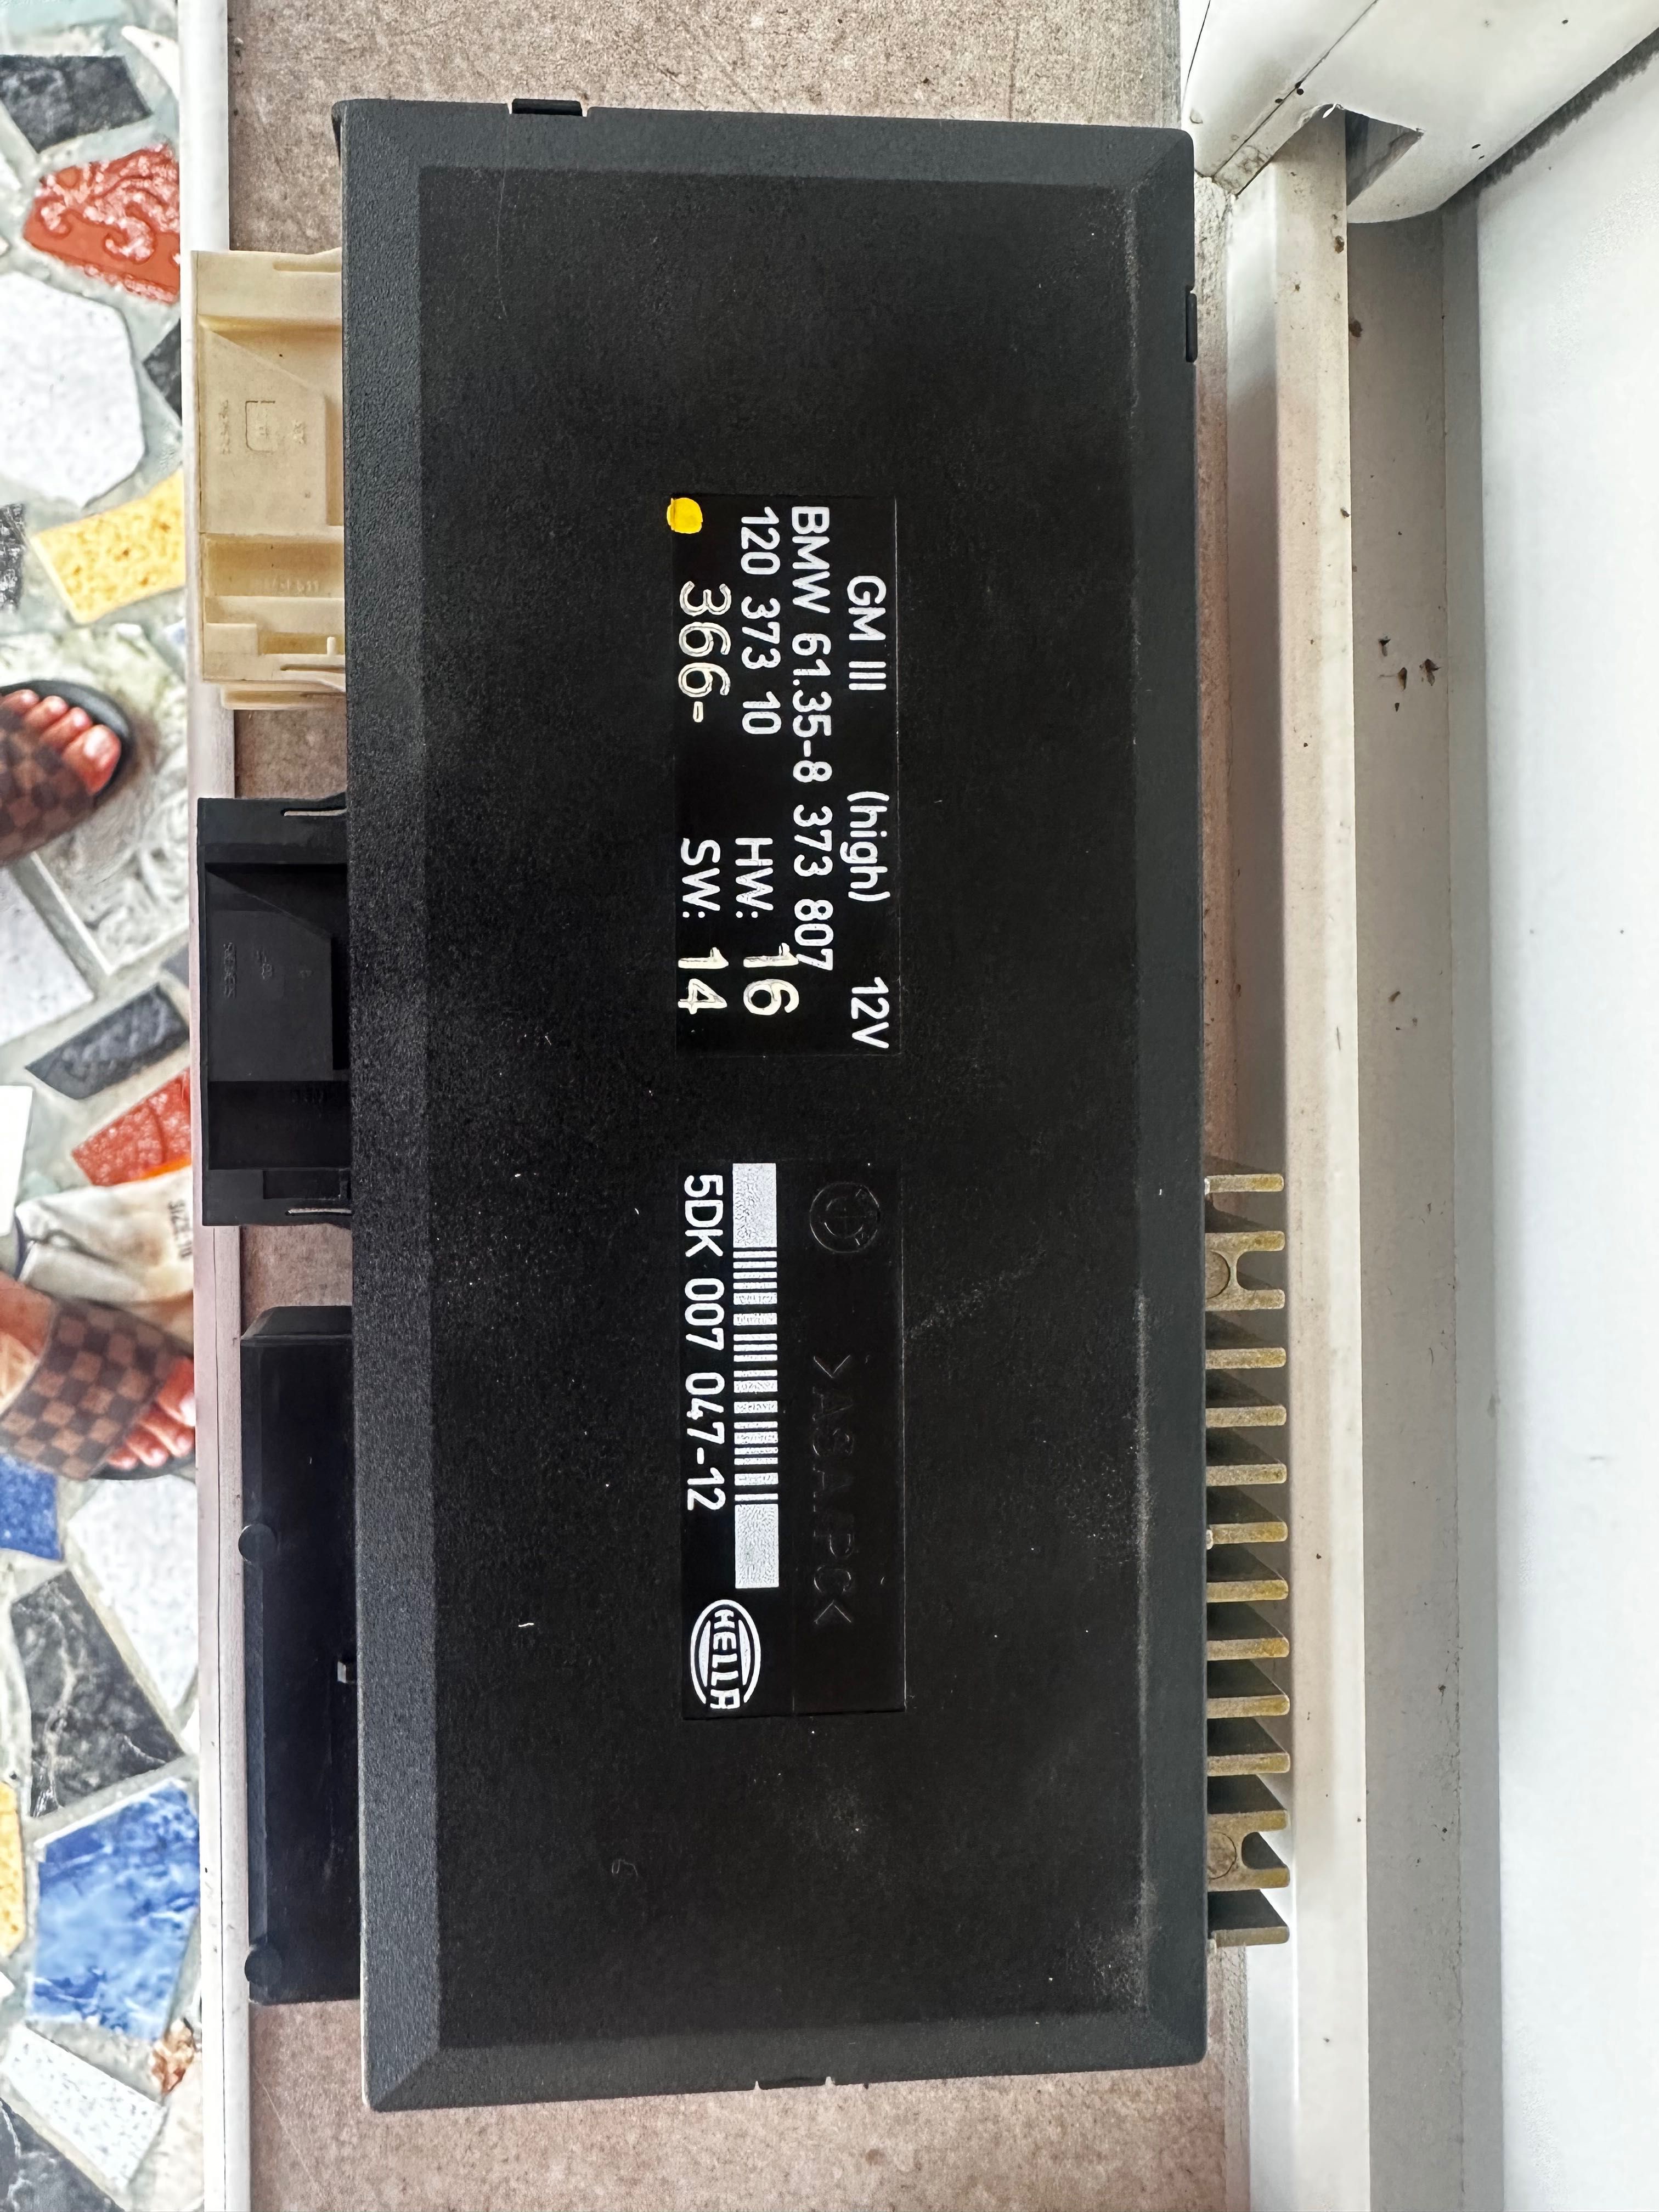 GM III (high) 12V
BMW 61.35-8 373 807
120 373 10 HW: 16
366- SW: 14
>ASA/PC<
5DK 007 047-12
HELLA